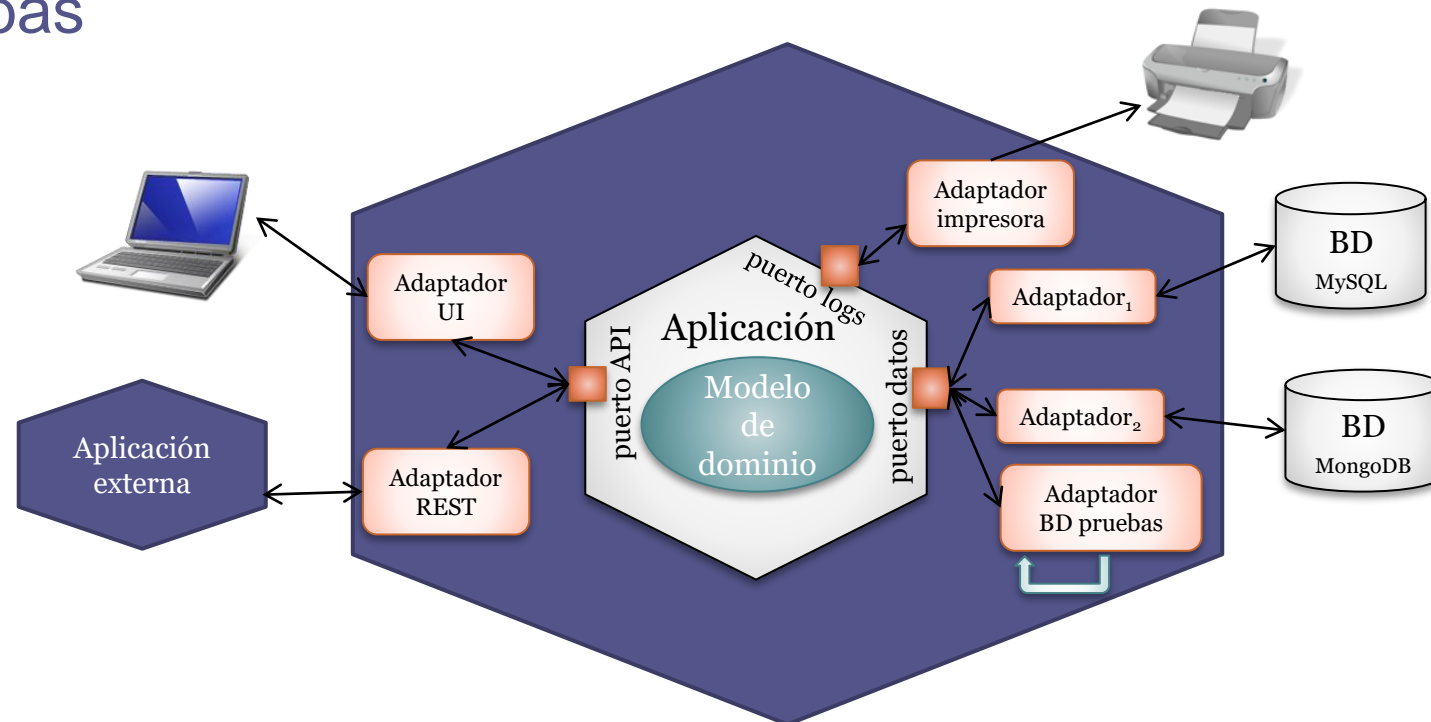 Adaptador
impresora
BD
MySQL
Adaptador
UI
puerto logs
Adaptador₁
Aplicación
puerto API
puerto datos
Modelo
de
dominio
Adaptador₂
BD
MongoDB
Aplicación
externa
Adaptador
REST
Adaptador
BD pruebas